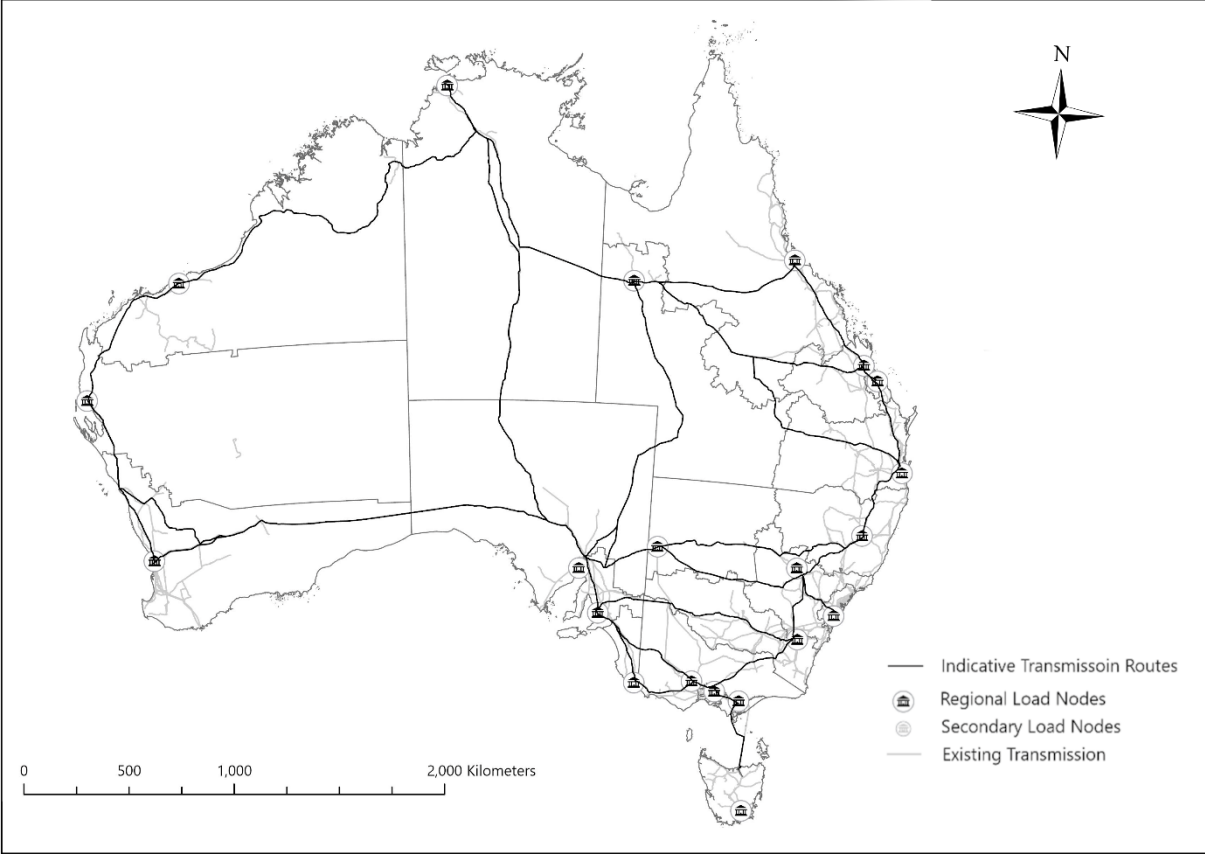 N
Indicative Transmissoin Routes
Regional Load Nodes
Secondary Load Nodes
Existing Transmission
0 500 1,000 2,000 Kilometers